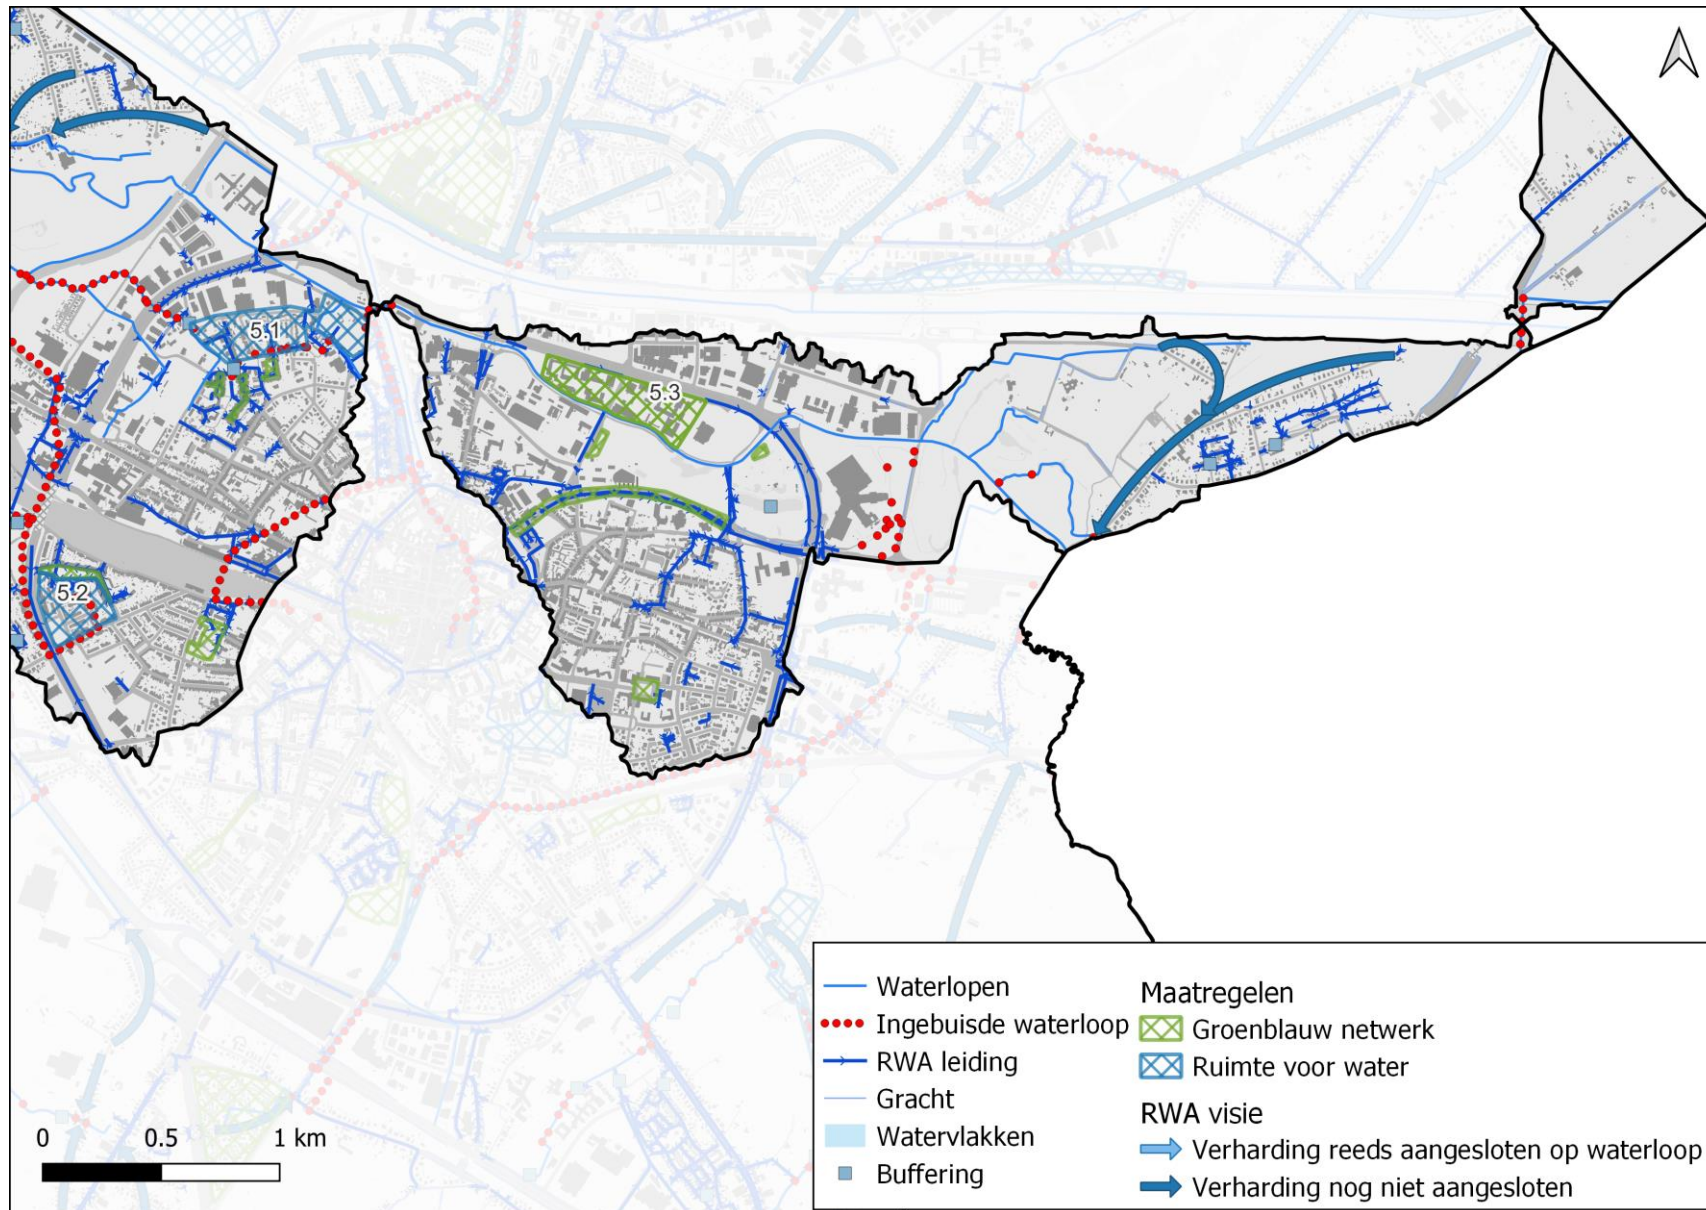 5.1
5.3
5.2
Waterlopen
Ingebuisde waterloop
RWA leiding
Gracht
Watervlakken
Buffering
Maatregelen
Groenblauw netwerk
Ruimte voor water
RWA visie
Verharding reeds aangesloten op waterloop
Verharding nog niet aangesloten
0 0.5 1 km